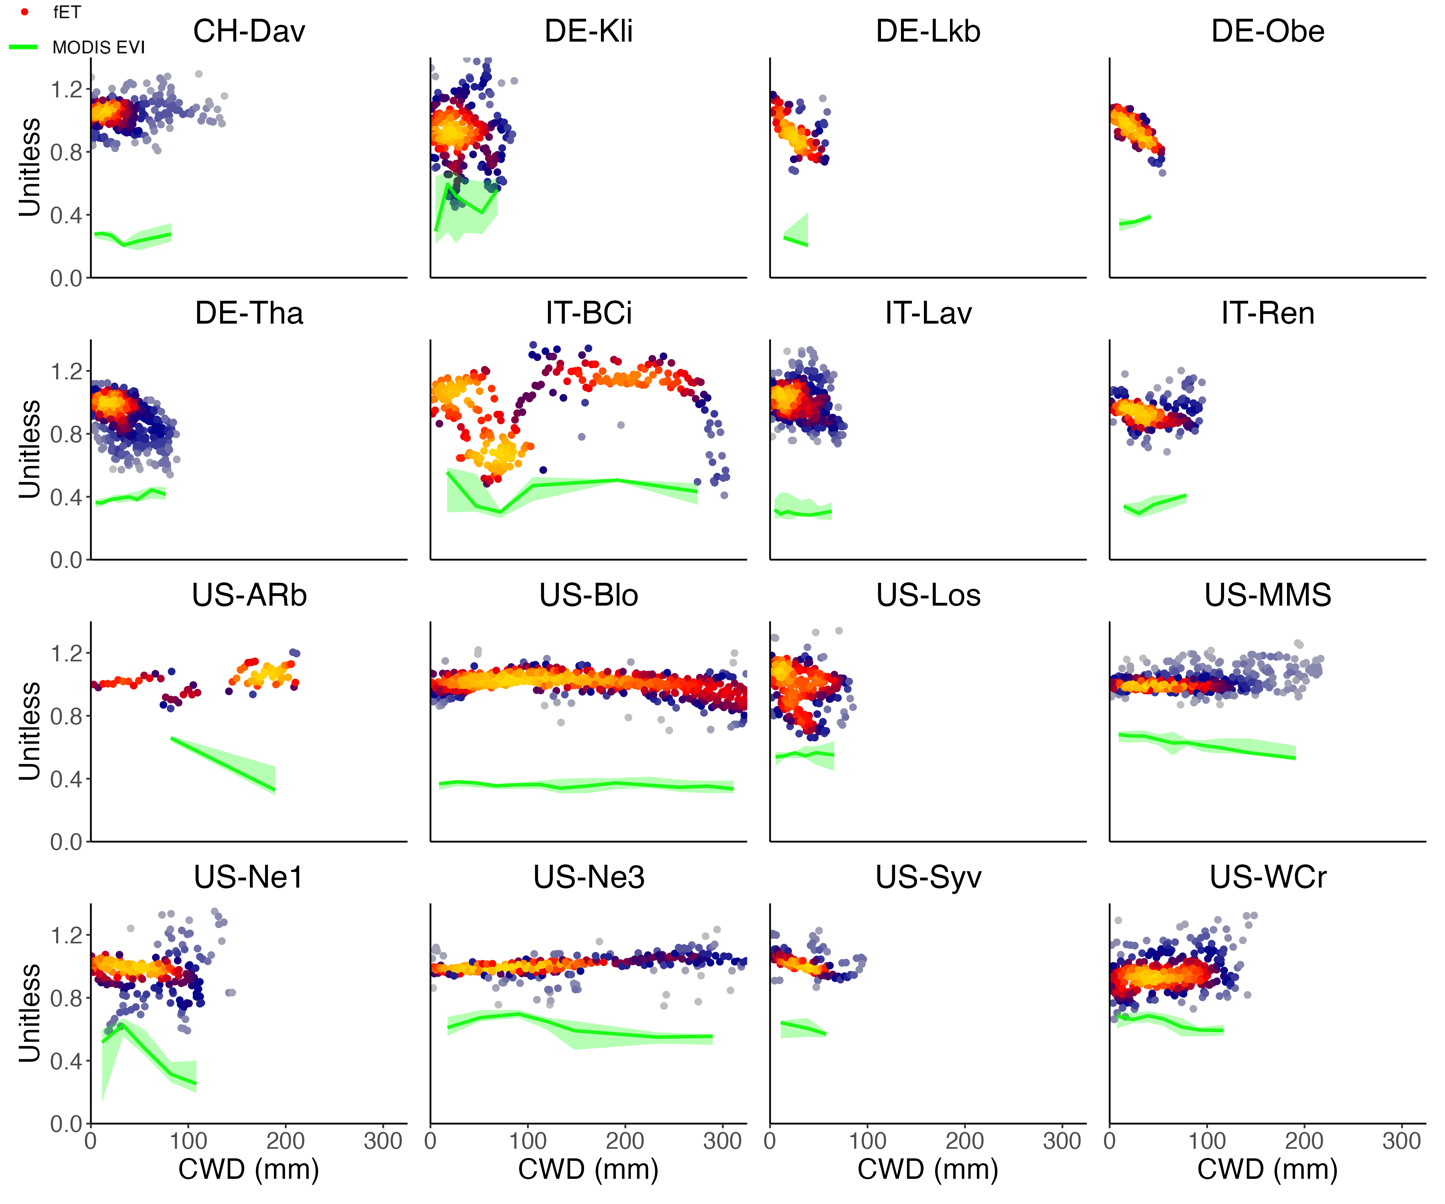 fET
MODIS EVI
CH-Dav
DE-Kli
DE-Lkb
DE-Obe
Unitless
1.2
0.8
0.4
0.0
DE-Tha
IT-BCi
IT-Lav
IT-Ren
Unitless
1.2
0.8
0.4
0.0
US-ARb
US-Blo
US-Los
US-MMS
Unitless
1.2
0.8
0.4
0.0
US-Ne1
US-Ne3
US-Syv
US-WCr
Unitless
1.2
0.8
0.4
0.0
0 100 200 300
0 100 200 300
0 100 200 300
0 100 200 300
CWD (mm)
CWD (mm)
CWD (mm)
CWD (mm)